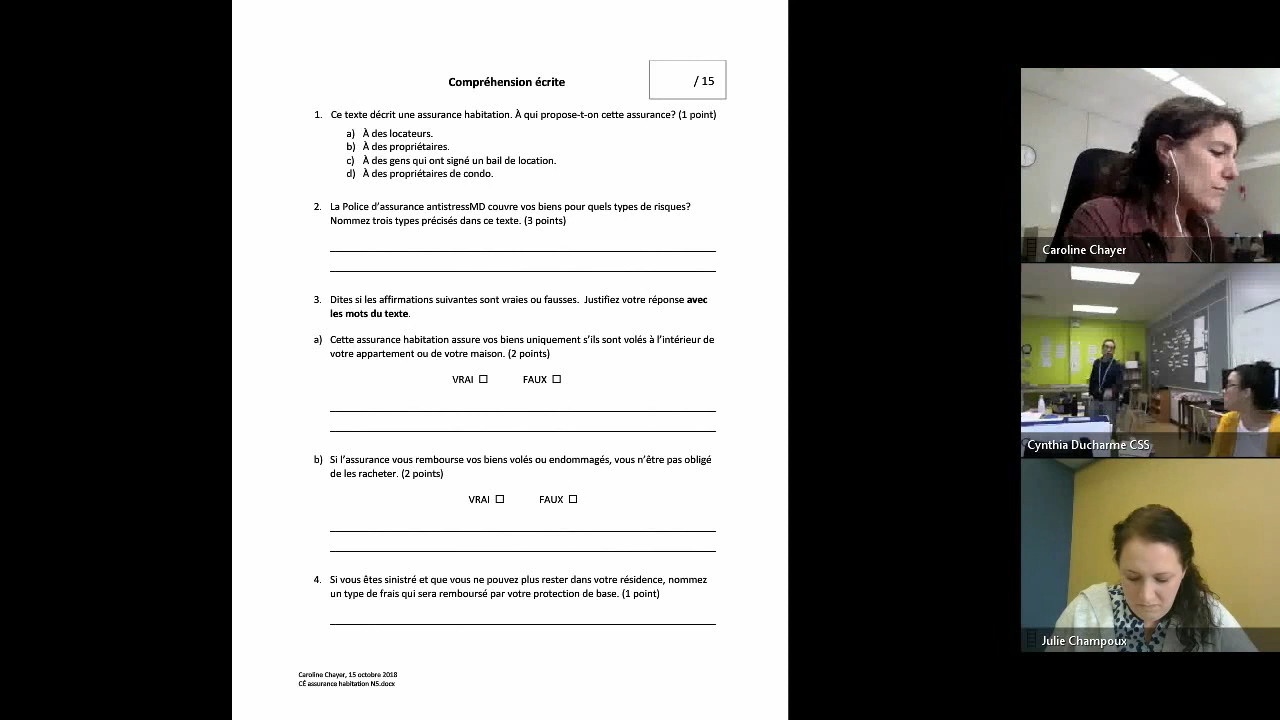 Compréhension écrite
/ 15
1. Ce texte décrit une assurance habitation. À qui propose-t-on cette assurance? (1 point)
a) À des locateurs.
b) À des propriétaires.
c) À des gens qui ont signé un bail de location.
d) À des propriétaires de condo.
2. La Police d'assurance antistressMD couvre vos biens pour quels types de risques?
Nommez trois types précisés dans ce texte. (3 points)
3. Dites si les affirmations suivantes sont vraies ou fausses. Justifiez votre réponse avec
les mots du texte.
a) Cette assurance habitation assure vos biens uniquement s'ils sont volés à l'intérieur de
votre appartement ou de votre maison. (2 points)
VRAI ☐ FAUX ☐
b) Si l'assurance vous rembourse vos biens volés ou endommagés, vous n'être pas obligé
de les racheter. (2 points)
VRAI ☐ FAUX ☐
4. Si vous êtes sinistré et que vous ne pouvez plus rester dans votre résidence, nommez
un type de frais qui sera remboursé par votre protection de base. (1 point)
Caroline Chayer, 15 octobre 2018
CÉ assurance habitation N5.docx
Caroline Chayer
Cynthia Ducharme CSS
Julie Champoux